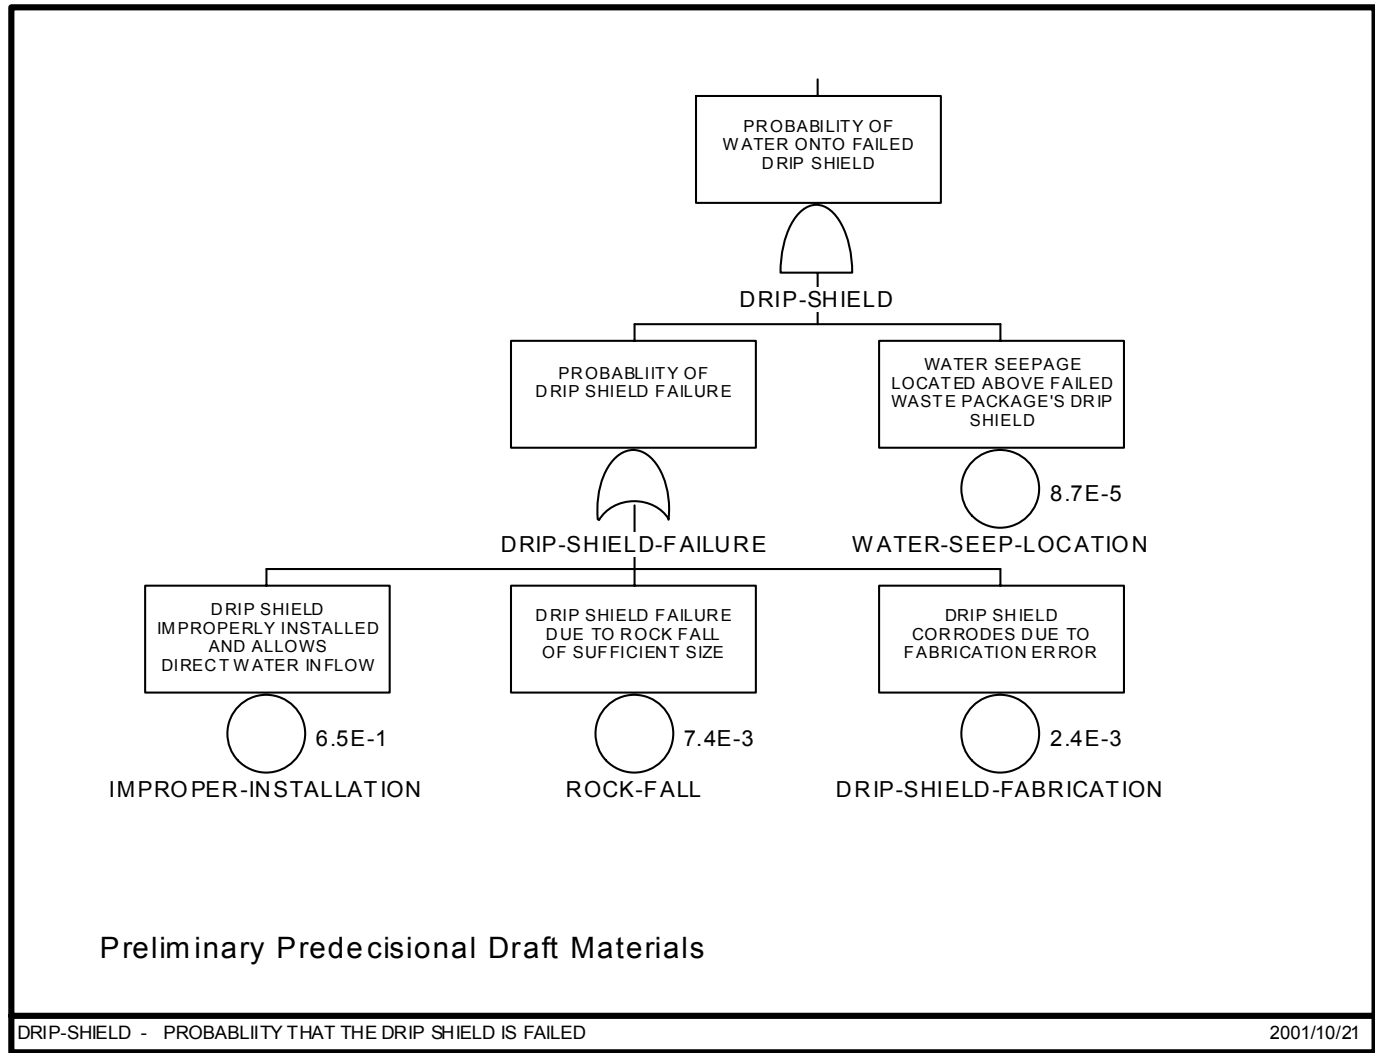 PROBABILITY OF
WATER ONTO FAILED
DRIP SHIELD
DRIP-SHIELD
PROBABLIITY OF
DRIP SHIELD FAILURE
WATER SEEPAGE
LOCATED ABOVE FAILED
WASTE PACKAGE'S DRIP
SHIELD
8.7E-5
DRIP-SHIELD-FAILURE
WATER-SEEP-LOCATION
DRIP SHIELD
IMPROPERLY INSTALLED
AND ALLOWS
DIRECT WATER INFLOW
DRIP SHIELD FAILURE
DUE TO ROCK FALL
OF SUFFICIENT SIZE
DRIP SHIELD
CORRODES DUE TO
FABRICATION ERROR
6.5E-1
7.4E-3
2.4E-3
IMPROPER-INSTALLATION
ROCK-FALL
DRIP-SHIELD-FABRICATION
Preliminary Predecisional Draft Materials
DRIP-SHIELD - PROBABLIITY THAT THE DRIP SHIELD IS FAILED
2001/10/21